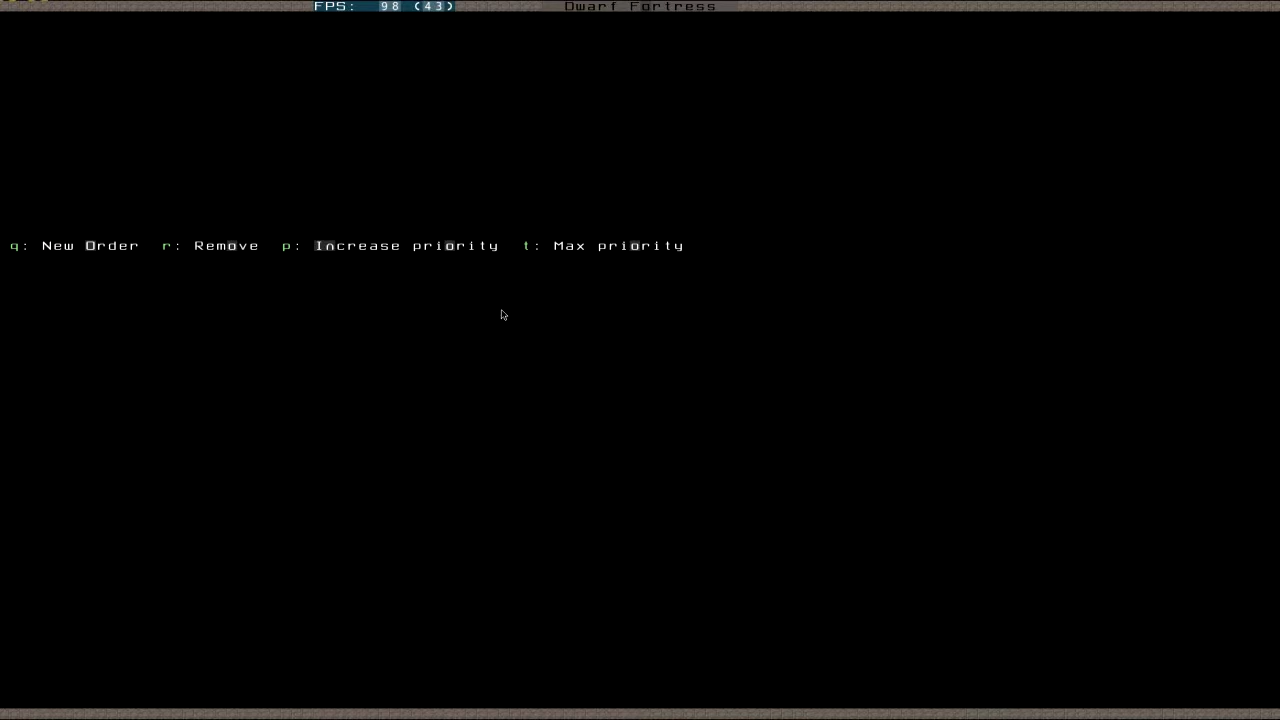 FPS: 98 (43) Dwarf Fortress
q: New Order r: Remove p: Increase priority t: Max priority